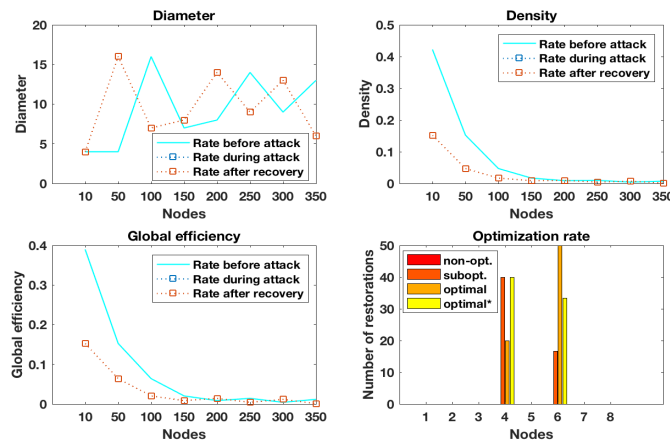 Diameter
20
15
10
5
0
Diameter
Rate before attack
Rate during attack
Rate after recovery
10 50 100 150 200 250 300 350
Nodes
Density
0.5
0.4
0.3
0.2
0.1
0
Density
Rate before attack
Rate during attack
Rate after recovery
10 50 100 150 200 250 300 350
Nodes
Global efficiency
0.4
0.3
0.2
0.1
0
Global efficiency
Rate before attack
Rate during attack
Rate after recovery
10 50 100 150 200 250 300 350
Nodes
Optimization rate
50
40
30
20
10
0
Number of restorations
non-opt.
subopt.
optimal
optimal*
1 2 3 4 5 6 7 8
Nodes